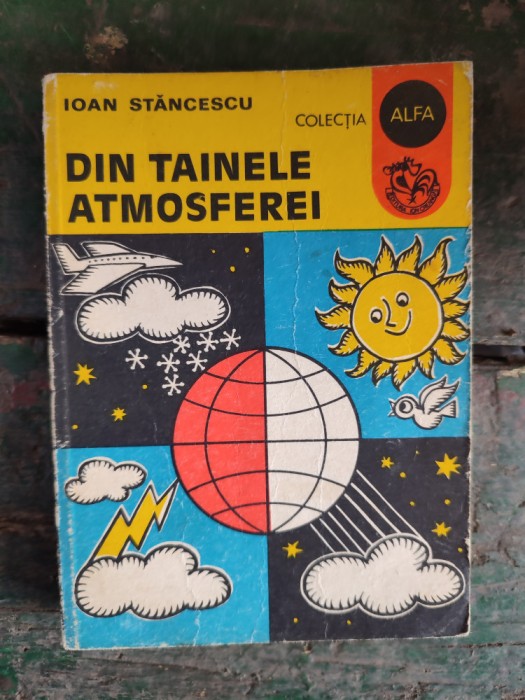 IOAN STĂNCESCU
COLECȚIA
ALFA
DIN TAINELE
ATMOSFEREI